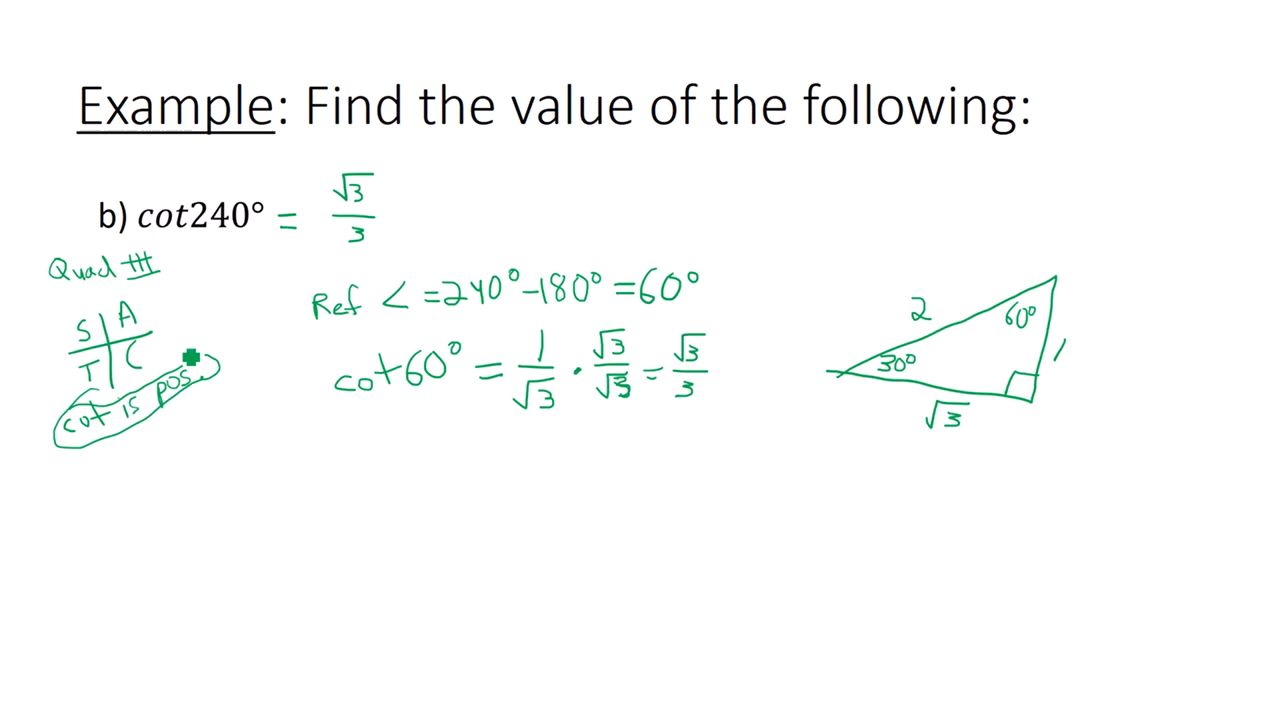 Example: Find the value of the following:
b) cot240° = √3/3
Quad III
S A
T C
cot is pos.
Ref ∠ = 240° - 180° = 60°
cot 60° = 1/√3 · √3/√3 = √3/3
2
60°
30°
1
√3